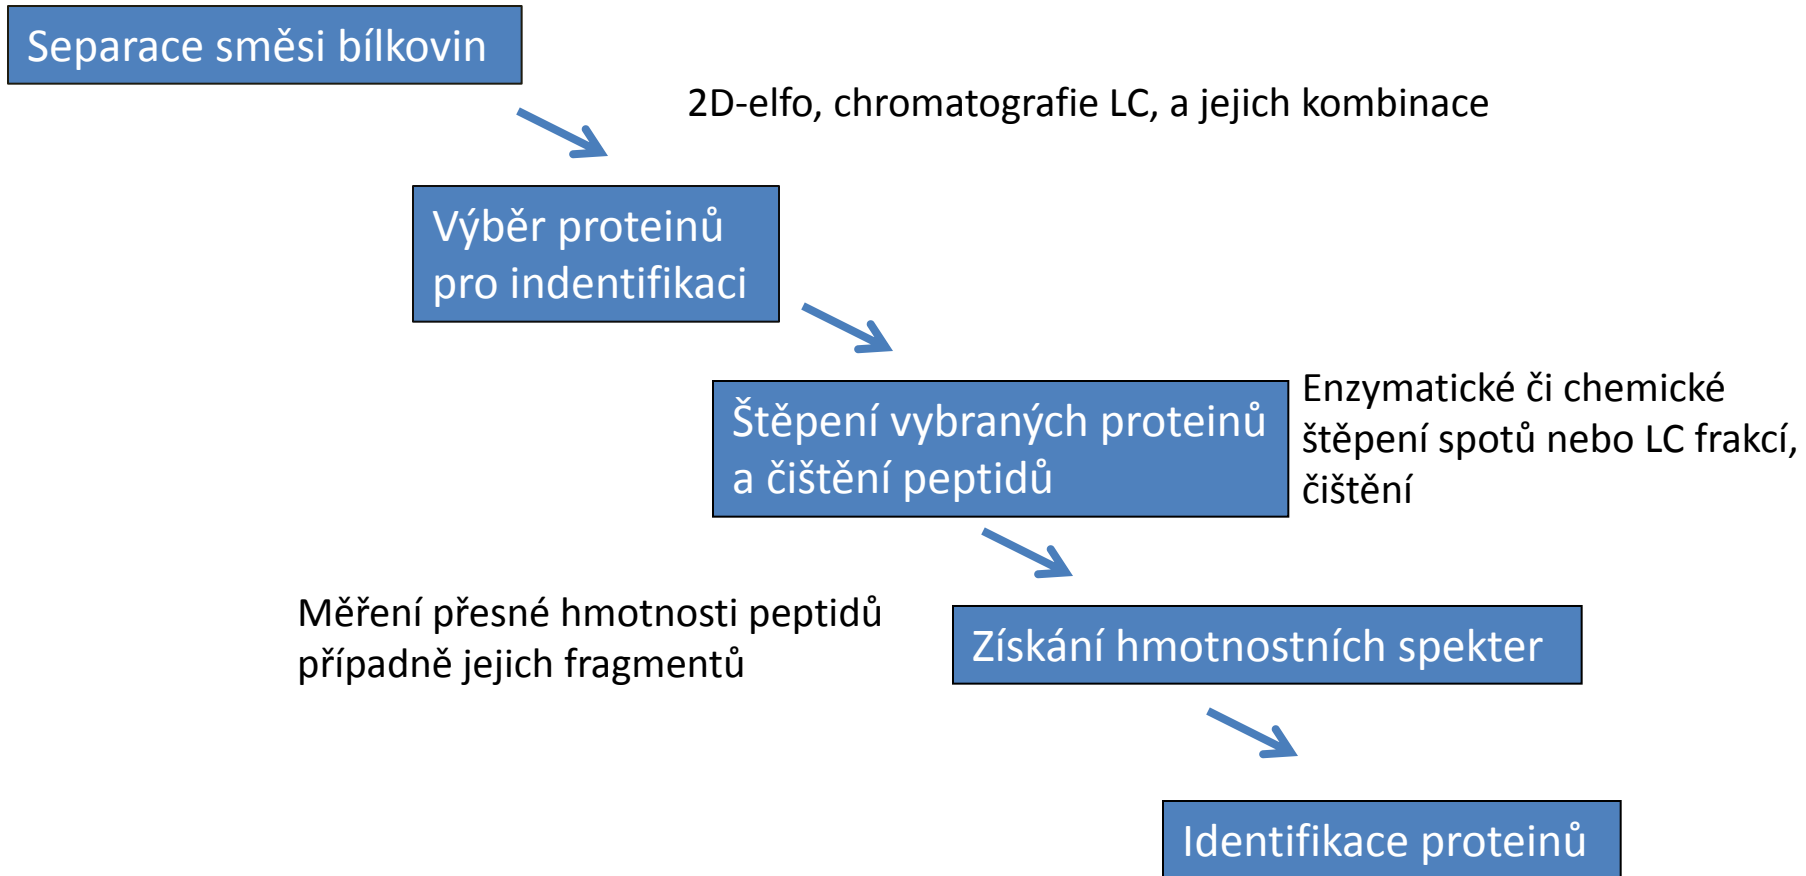 Separace směsi bílkovin
2D-elfo, chromatografie LC, a jejich kombinace
Výběr proteinů
pro indentifikaci
Štěpení vybraných proteinů
a čištění peptidů
Enzymatické či chemické
štěpení spotů nebo LC frakcí,
čištění
Měření přesné hmotnosti peptidů
případně jejich fragmentů
Získání hmotnostních spekter
Identifikace proteinů